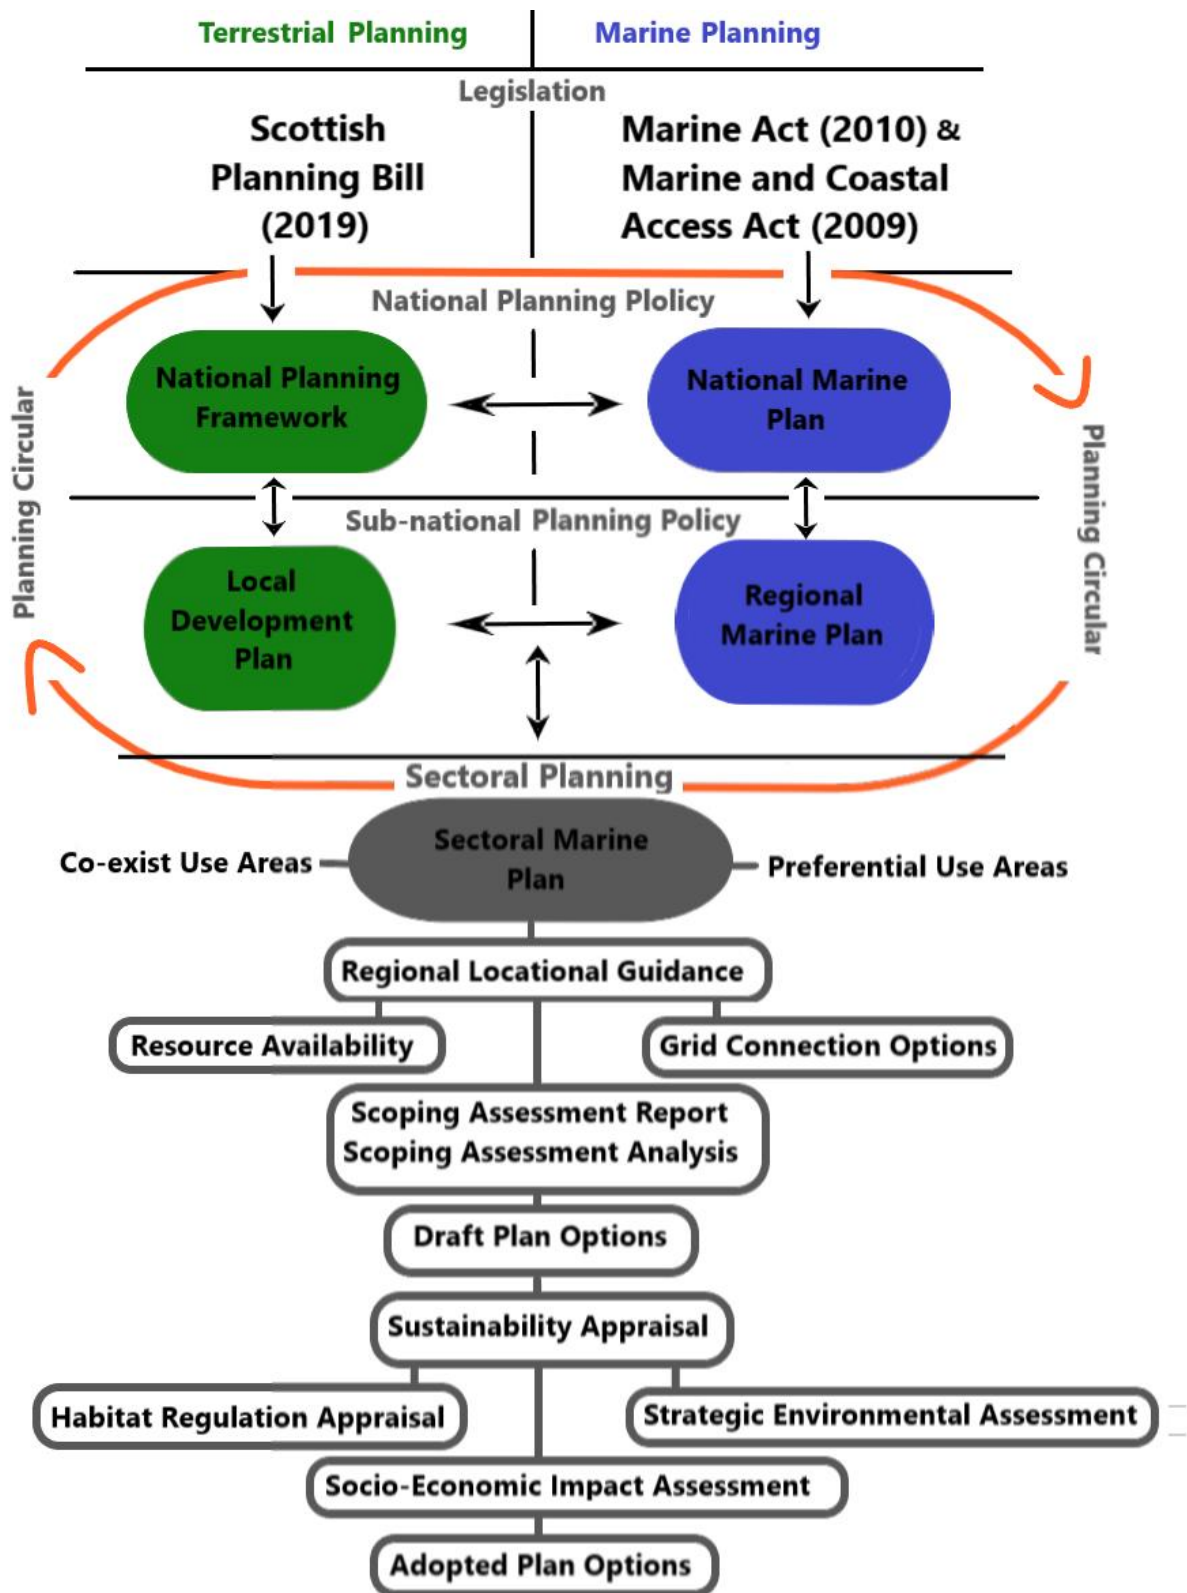 Terrestrial Planning
Marine Planning
Legislation
Scottish
Planning Bill
(2019)
Marine Act (2010) &
Marine and Coastal
Access Act (2009)
National Planning Plolicy
National Planning
Framework
National Marine
Plan
Planning Circular
Planning Circular
Sub-national Planning Policy
Local
Development
Plan
Regional
Marine Plan
Sectoral Planning
Sectoral Marine
Plan
Co-exist Use Areas
Preferential Use Areas
Regional Locational Guidance
Resource Availability
Grid Connection Options
Scoping Assessment Report
Scoping Assessment Analysis
Draft Plan Options
Sustainability Appraisal
Habitat Regulation Appraisal
Strategic Environmental Assessment
Socio-Economic Impact Assessment
Adopted Plan Options